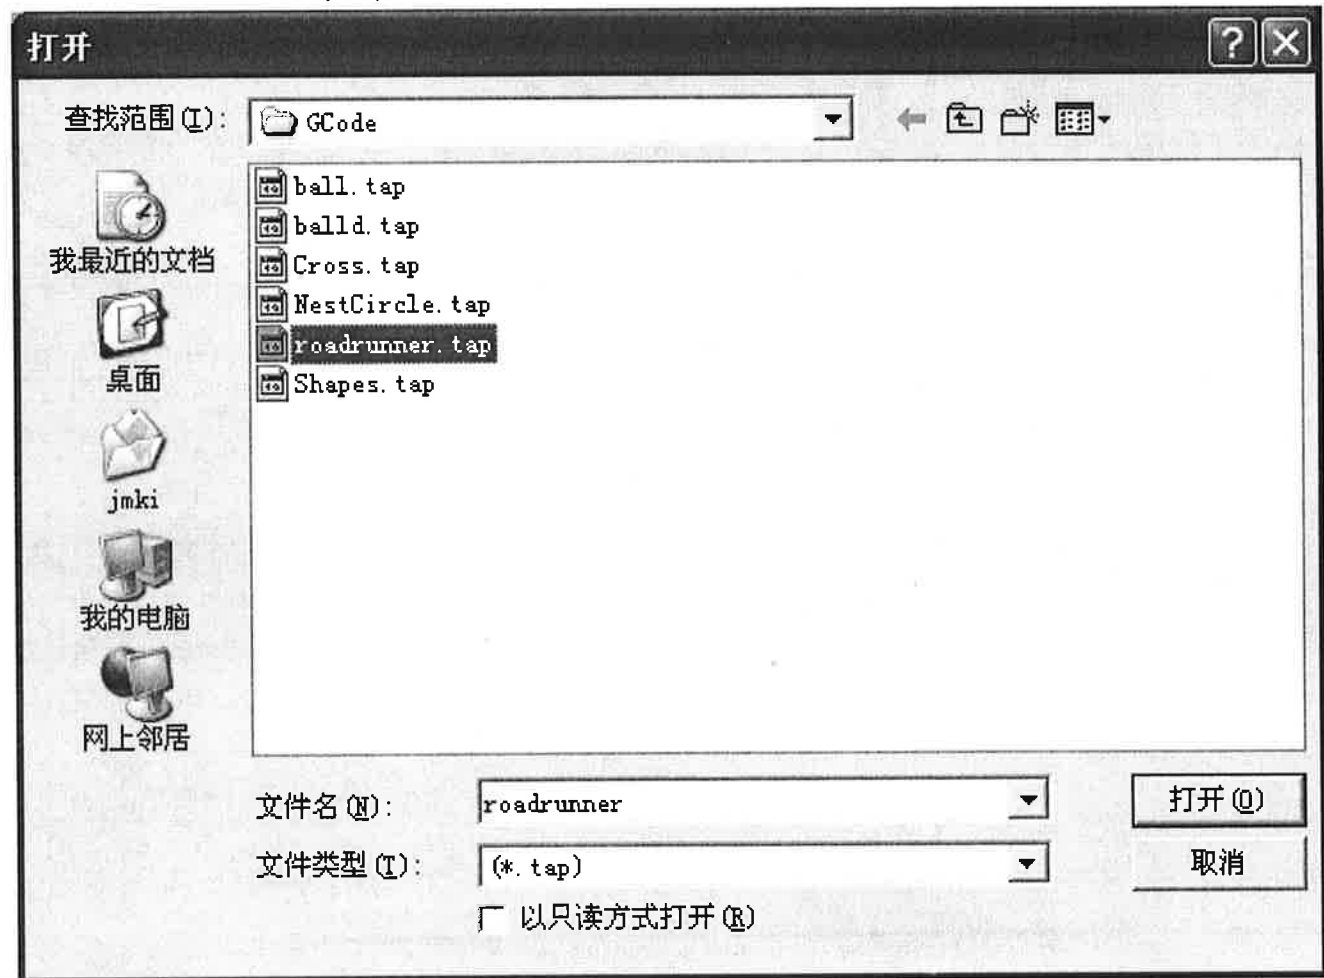 打开
查找范围(I):
GCode
ball.tap
balld.tap
Cross.tap
NestCircle.tap
roadrunner.tap
Shapes.tap
我最近的文档
桌面
jmki
我的电脑
网上邻居
文件名(N):
roadrunner
打开(O)
文件类型(T):
(*.tap)
取消
以只读方式打开(R)